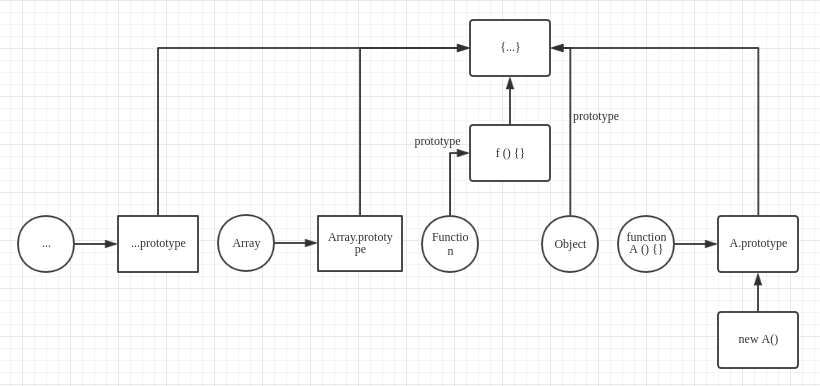 {...}
prototype
prototype
f () {}
...
...prototype
Array
Array.prototy
pe
Functio
n
Object
function
A () {}
A.prototype
new A()